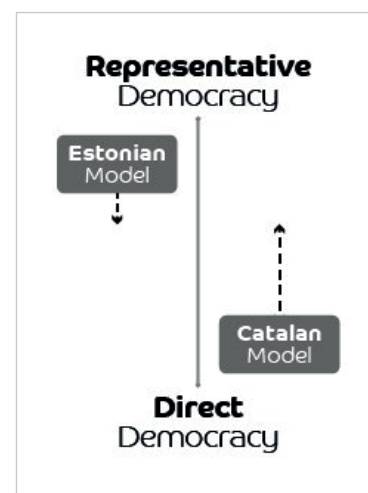 Representative
Democracy
Estonian
Model
Catalan
Model
Direct
Democracy